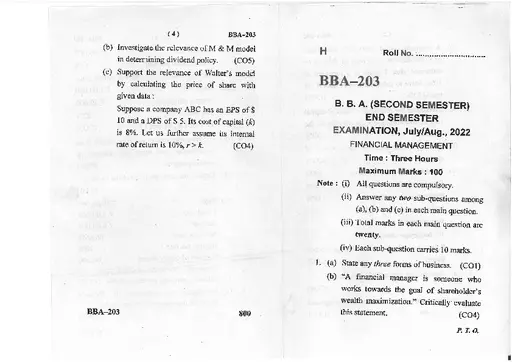 ( 4 ) BBA-203
(b) Investigate the relevance of M & M model
in determining dividend policy. (CO5)
(c) Support the relevance of Walter's model
by calculating the price of share with
given data :
Suppose a company ABC has an EPS of $
10 and a DPS of $ 5. Its cost of capital (k)
is 8%. Let us further assume its internal
rate of return is 10%, r > k. (CO4)
BBA-203 800
H Roll No. ..............................
BBA-203
B. B. A. (SECOND SEMESTER)
END SEMESTER
EXAMINATION, July/Aug., 2022
FINANCIAL MANAGEMENT
Time : Three Hours
Maximum Marks : 100
Note : (i) All questions are compulsory.
(ii) Answer any two sub-questions among
(a), (b) and (c) in each main question.
(iii) Total marks in each main question are
twenty.
(iv) Each sub-question carries 10 marks.
1. (a) State any three forms of business. (CO1)
(b) "A financial manager is someone who
works towards the goal of shareholder's
wealth maximization." Critically evaluate
this statement. (CO4)
P. T. O.